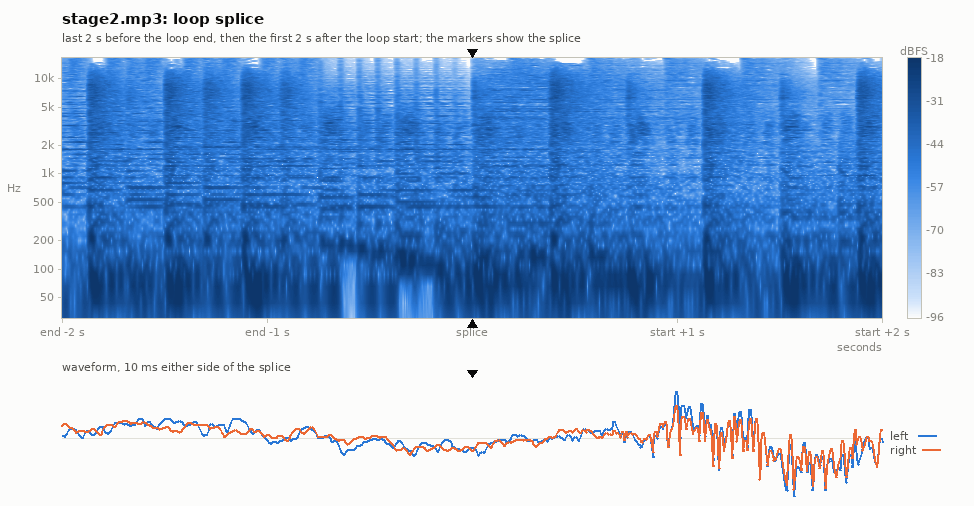 stage2.mp3: loop splice
last 2 s before the loop end, then the first 2 s after the loop start; the markers show the splice
dBFS
10k
5k
2k
1k
500
200
100
50
Hz
-18
-31
-44
-57
-70
-83
-96
end -2 s
end -1 s
splice
start +1 s
start +2 s
seconds
waveform, 10 ms either side of the splice
left
right